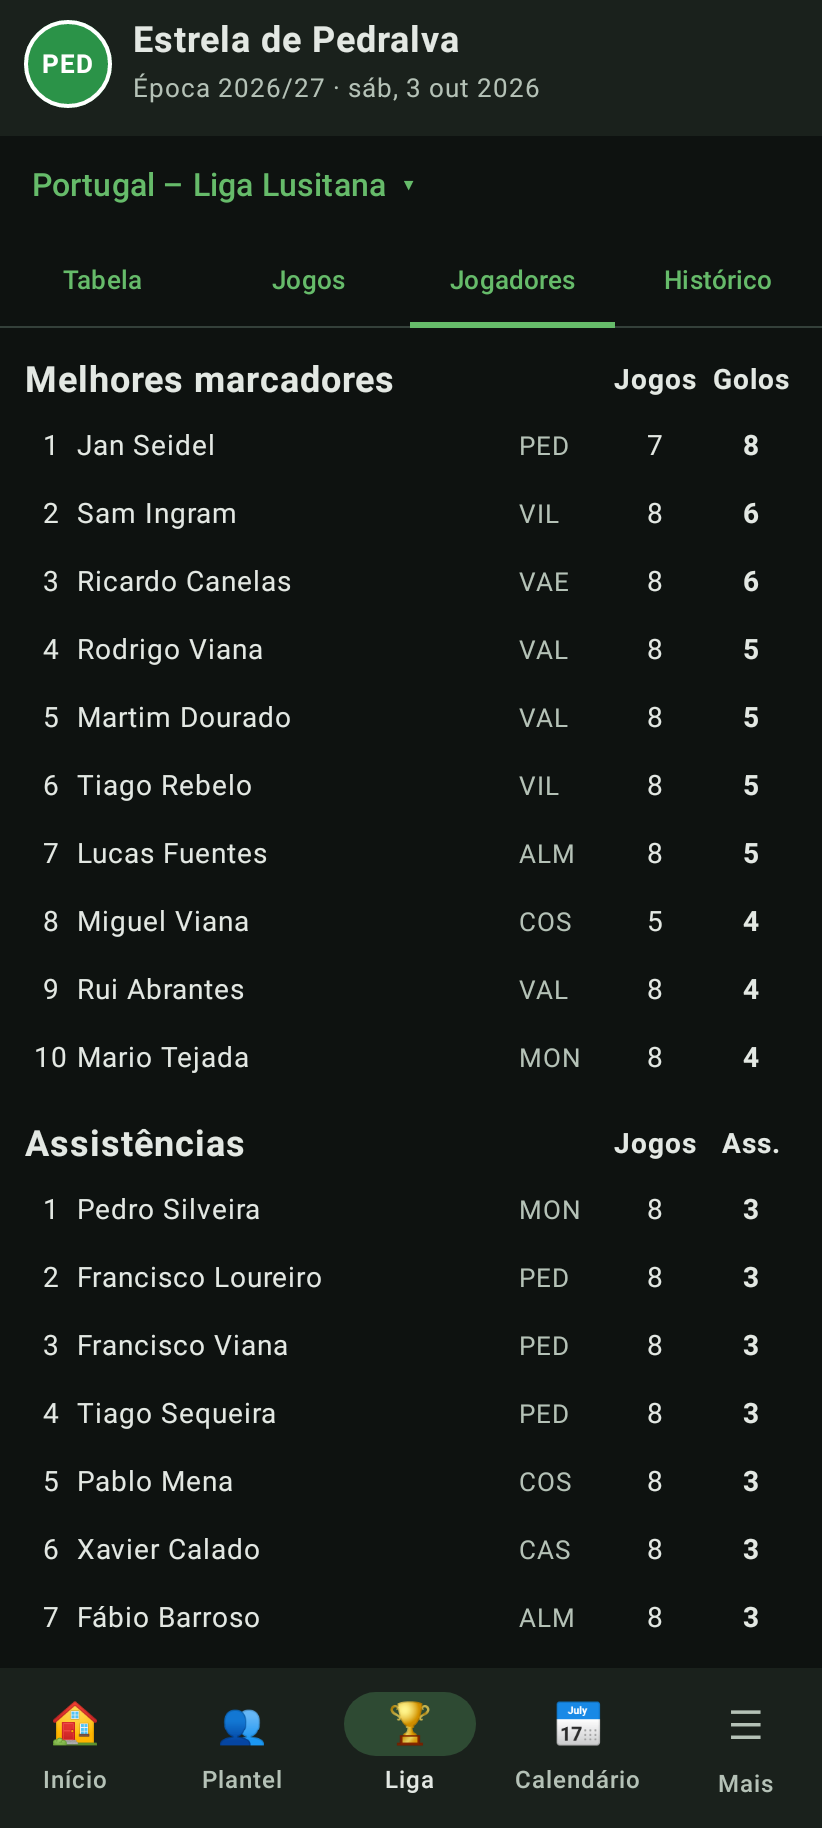 PED
Estrela de Pedralva
Época 2026/27 · sáb, 3 out 2026
Portugal – Liga Lusitana ▾
Tabela Jogos Jogadores Histórico
Melhores marcadores Jogos Golos
1 Jan Seidel PED 7 8
2 Sam Ingram VIL 8 6
3 Ricardo Canelas VAE 8 6
4 Rodrigo Viana VAL 8 5
5 Martim Dourado VAL 8 5
6 Tiago Rebelo VIL 8 5
7 Lucas Fuentes ALM 8 5
8 Miguel Viana COS 5 4
9 Rui Abrantes VAL 8 4
10 Mario Tejada MON 8 4
Assistências Jogos Ass.
1 Pedro Silveira MON 8 3
2 Francisco Loureiro PED 8 3
3 Francisco Viana PED 8 3
4 Tiago Sequeira PED 8 3
5 Pablo Mena COS 8 3
6 Xavier Calado CAS 8 3
7 Fábio Barroso ALM 8 3
July
17
Início Plantel Liga Calendário Mais